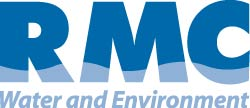 RMC
Water and Environment